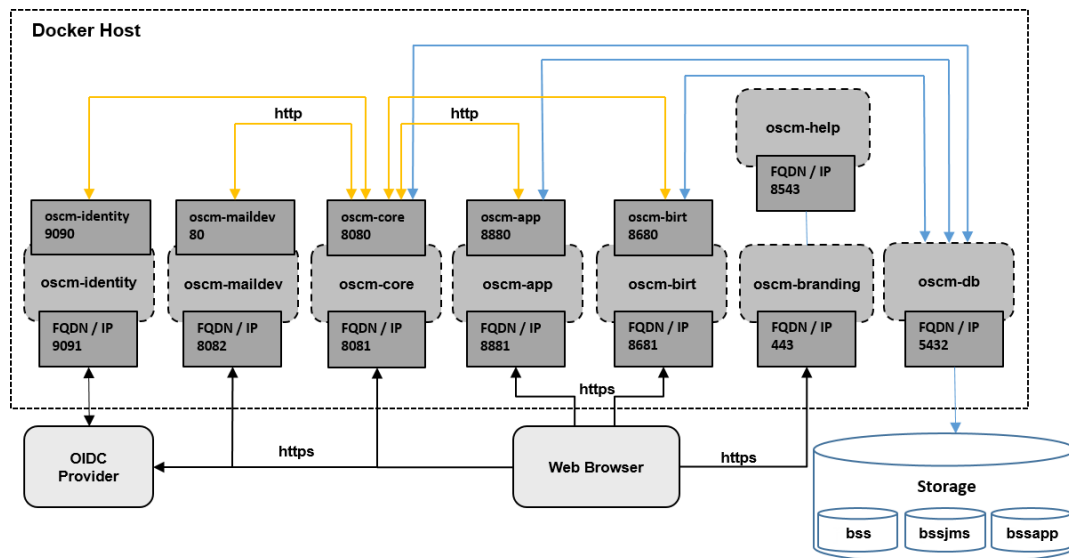 Docker Host
http
oscm-help
FQDN / IP
8543
oscm-identity
9090
oscm-maildev
80
oscm-core
8080
oscm-app
8880
oscm-birt
8680
oscm-identity
oscm-maildev
oscm-core
oscm-app
oscm-birt
oscm-branding
oscm-db
FQDN / IP
9091
FQDN / IP
8082
FQDN / IP
8081
FQDN / IP
8881
FQDN / IP
8681
FQDN / IP
443
FQDN / IP
5432
http
https
OIDC
Provider
https
Web Browser
https
Storage
bss
bssjms
bssapp